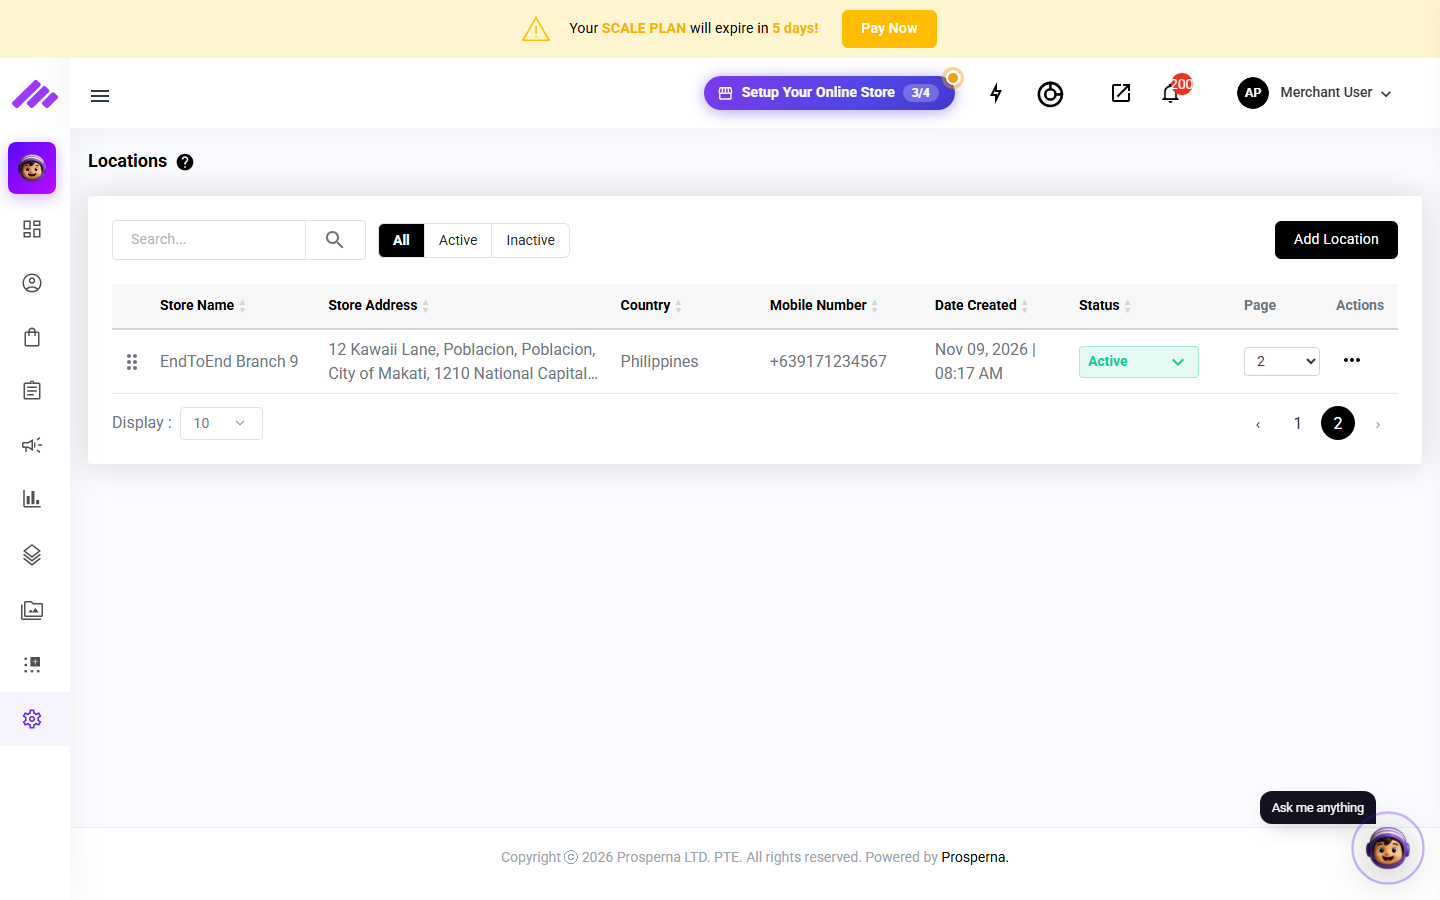 Your SCALE PLAN will expire in 5 days!
Pay Now
Setup Your Online Store 3/4
200
AP
Merchant User
Locations
Search...
All
Active
Inactive
Add Location
Store Name
Store Address
Country
Mobile Number
Date Created
Status
Page
Actions
EndToEnd Branch 9
12 Kawaii Lane, Poblacion, Poblacion,
City of Makati, 1210 National Capital...
Philippines
+639171234567
Nov 09, 2026 |
08:17 AM
Active
2
Display :
10
‹
1
2
›
Ask me anything
Copyright © 2026 Prosperna LTD. PTE. All rights reserved. Powered by Prosperna.